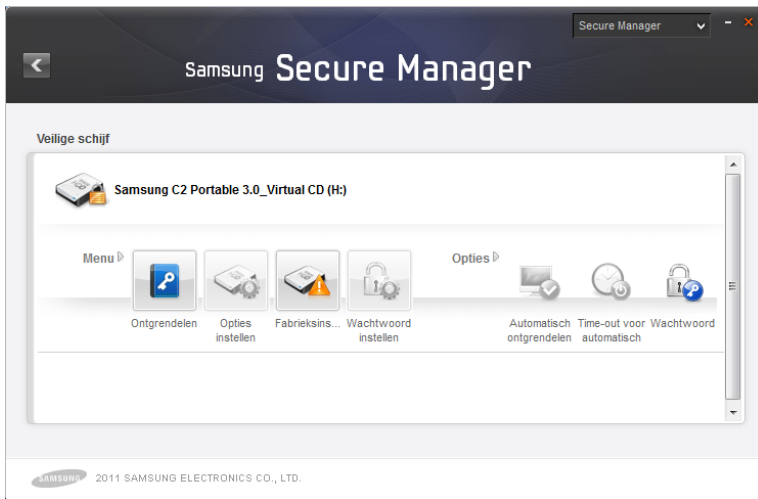 Secure Manager
Samsung Secure Manager
Veilige schijf
Samsung C2 Portable 3.0_Virtual CD (H:)
Menu
Opties
Ontgrendelen
Opties
instellen
Fabrieksins...
Wachtwoord
instellen
Automatisch
ontgrendelen
Time-out voor
automatisch
Wachtwoord
SAMSUNG
2011 SAMSUNG ELECTRONICS CO., LTD.